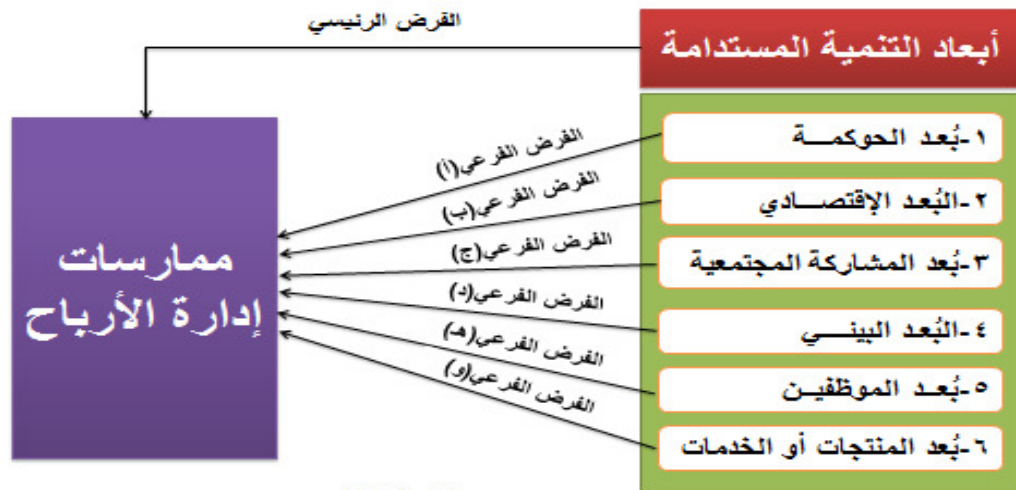 الفرض الرئيسي
أبعاد التنمية المستدامة
١-بُعد الحوكمـــة
الفرض الفرعي(أ)
٢-البُعد الإقتصـــادي
الفرض الفرعي(ب)
٣-بُعد المشاركة المجتمعية
الفرض الفرعي(ج)
٤-البُعد البيئـــي
الفرض الفرعي(د)
٥-بُعـد الموظفيـن
الفرض الفرعي(هـ)
٦-بُعد المنتجات أو الخدمات
الفرض الفرعي(و)
ممارسات
إدارة الأرباح